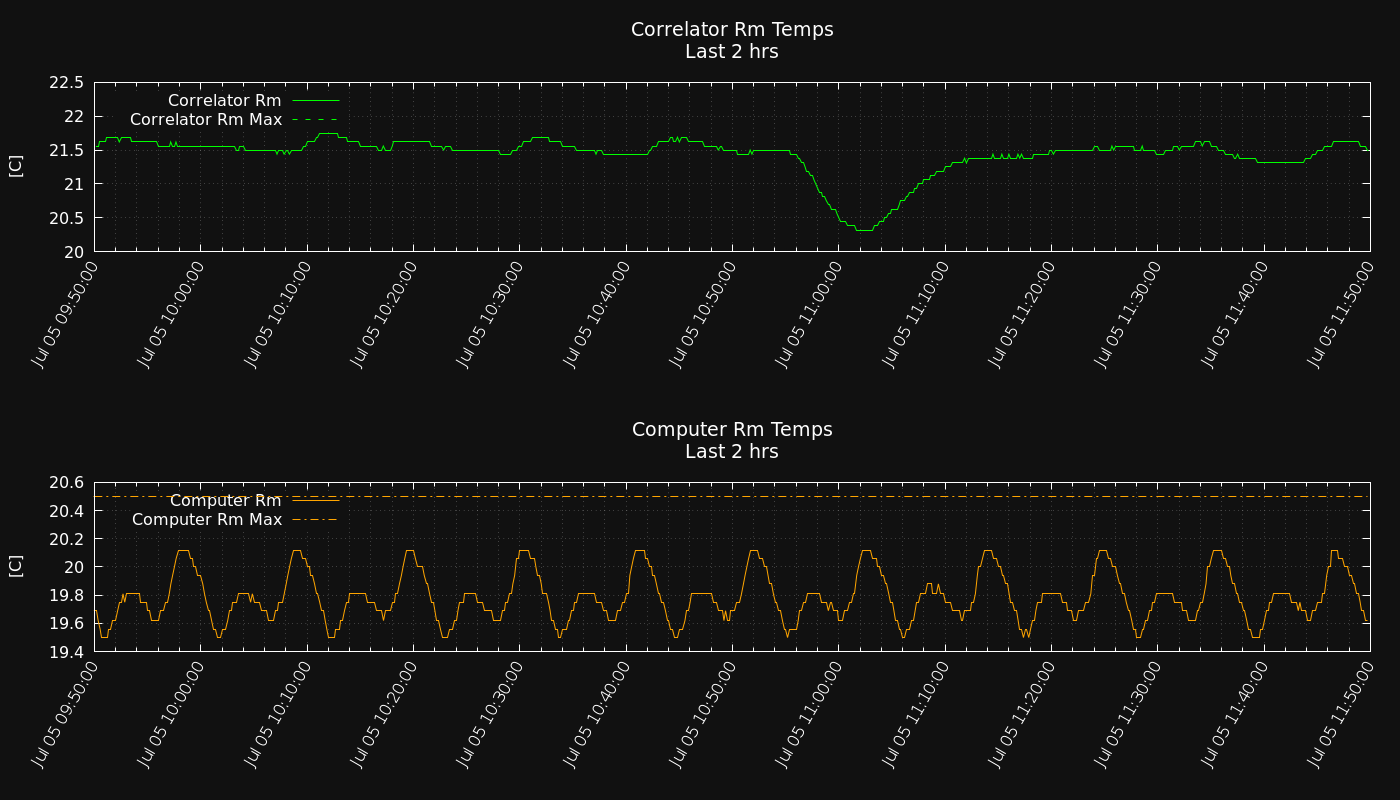 Correlator Rm Temps
Last 2 hrs
22.5
22
21.5
21
20.5
20
[C]
Correlator Rm
Correlator Rm Max
Jul 05 09:50:00
Jul 05 10:00:00
Jul 05 10:10:00
Jul 05 10:20:00
Jul 05 10:30:00
Jul 05 10:40:00
Jul 05 10:50:00
Jul 05 11:00:00
Jul 05 11:10:00
Jul 05 11:20:00
Jul 05 11:30:00
Jul 05 11:40:00
Jul 05 11:50:00
Computer Rm Temps
Last 2 hrs
20.6
20.4
20.2
20
19.8
19.6
19.4
[C]
Computer Rm
Computer Rm Max
Jul 05 09:50:00
Jul 05 10:00:00
Jul 05 10:10:00
Jul 05 10:20:00
Jul 05 10:30:00
Jul 05 10:40:00
Jul 05 10:50:00
Jul 05 11:00:00
Jul 05 11:10:00
Jul 05 11:20:00
Jul 05 11:30:00
Jul 05 11:40:00
Jul 05 11:50:00